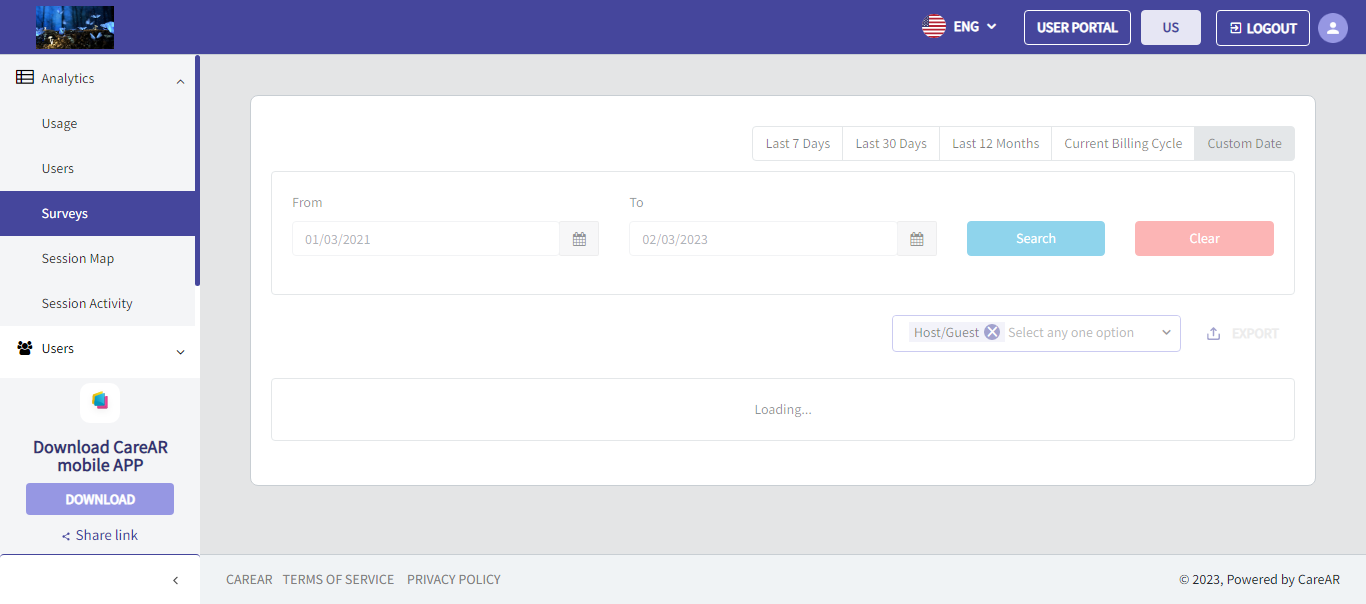 ENG
USER PORTAL
US
LOGOUT
Analytics
Usage
Users
Surveys
Session Map
Session Activity
Users
Download CareAR
mobile APP
DOWNLOAD
Share link
Last 7 Days
Last 30 Days
Last 12 Months
Current Billing Cycle
Custom Date
From
To
01/03/2021
02/03/2023
Search
Clear
Host/Guest
Select any one option
EXPORT
Loading...
CAREAR
TERMS OF SERVICE
PRIVACY POLICY
© 2023, Powered by CareAR